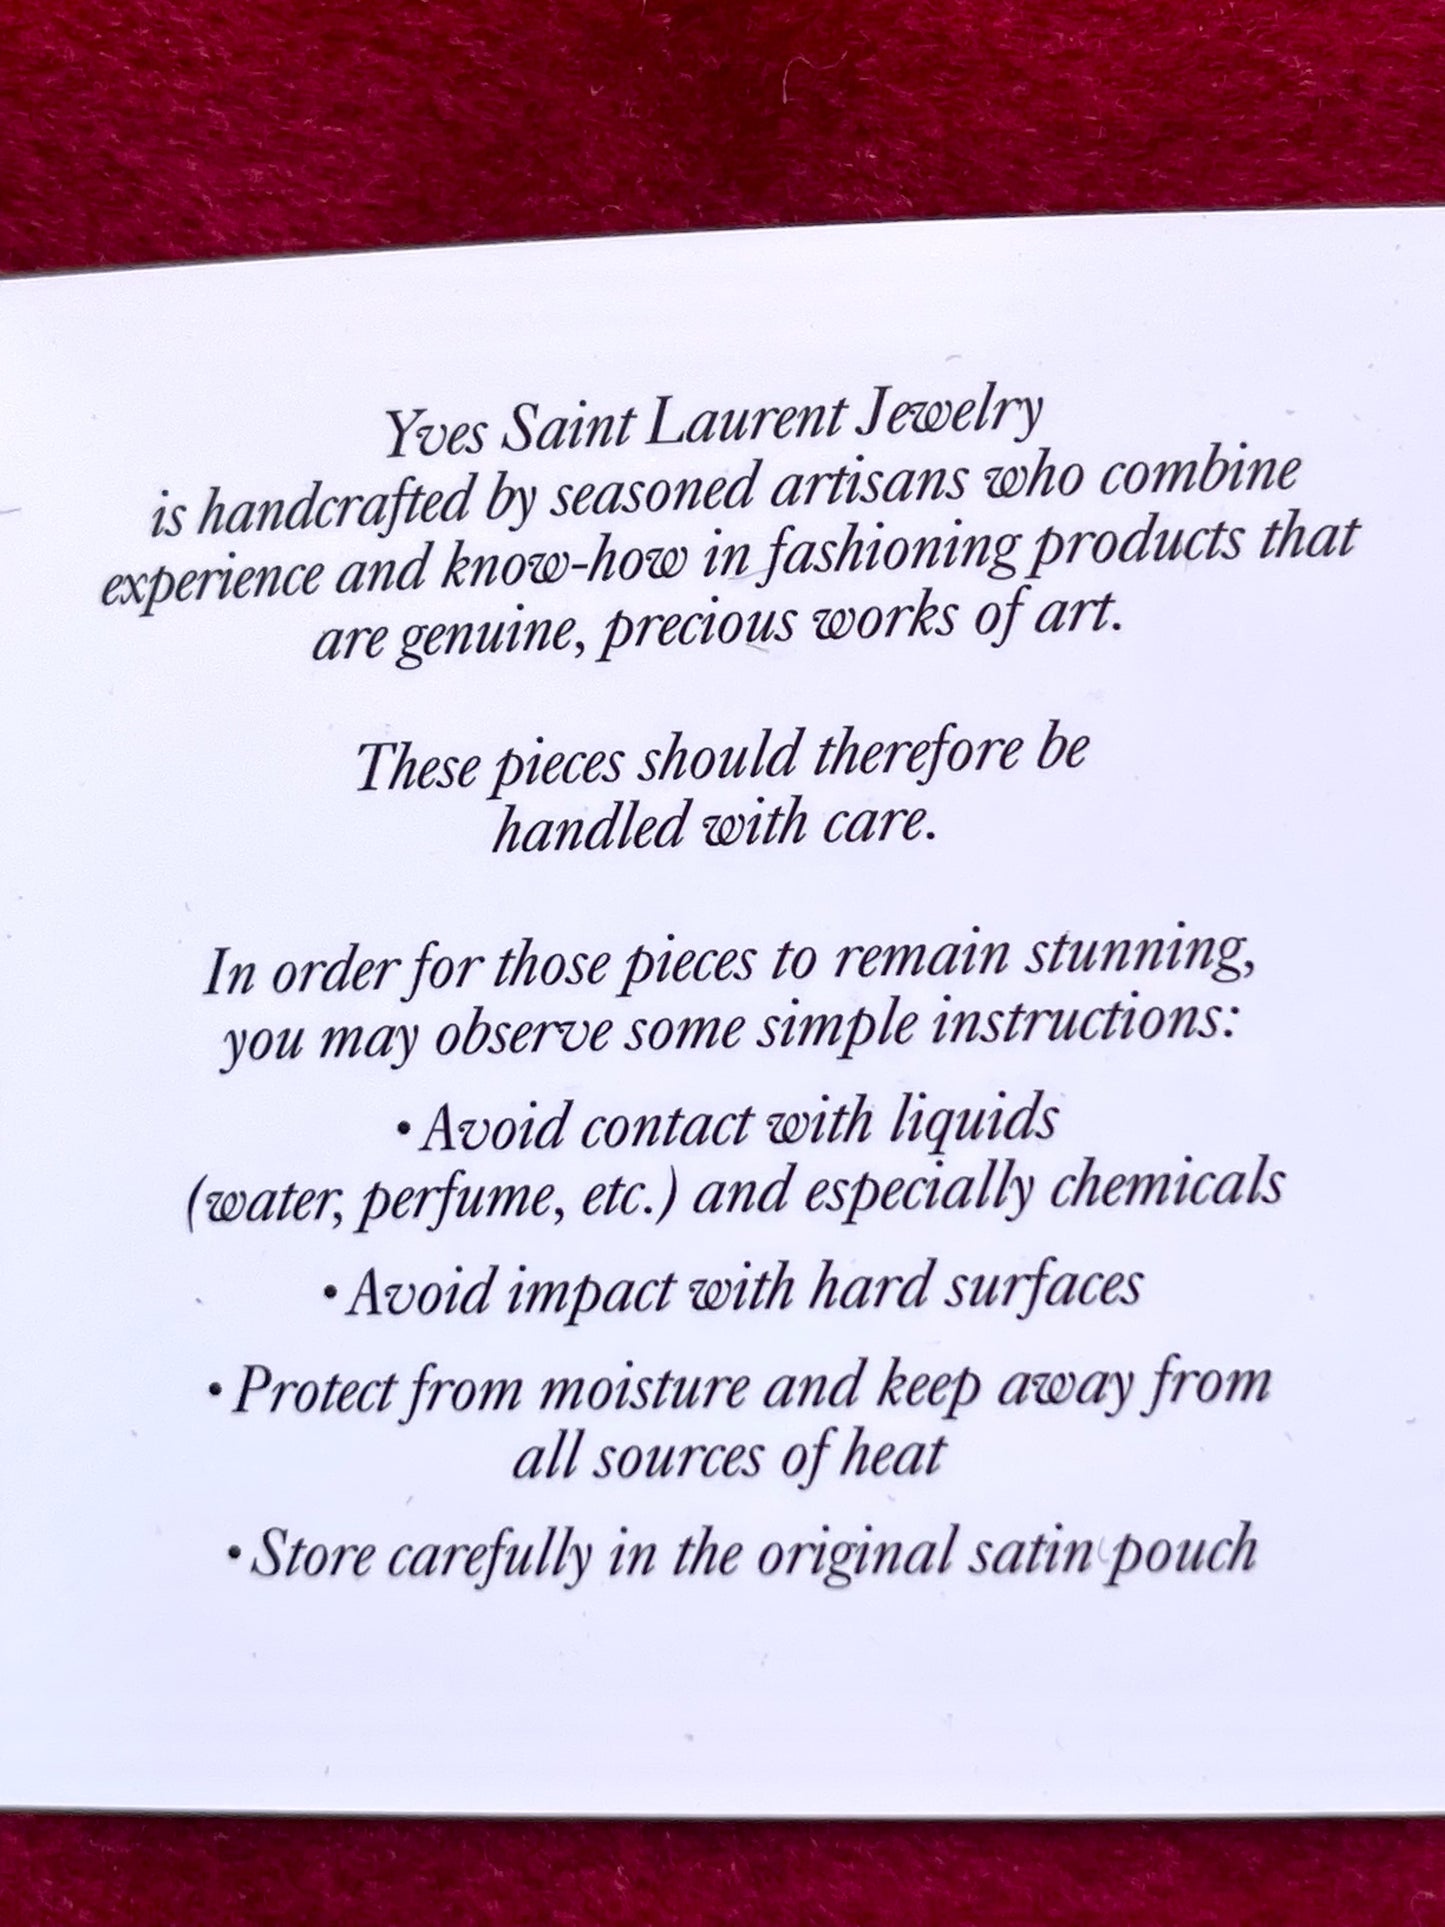 Yves Saint Laurent Jewelry
is handcrafted by seasoned artisans who combine
experience and know-how in fashioning products that
are genuine, precious works of art.
These pieces should therefore be
handled with care.
In order for those pieces to remain stunning,
you may observe some simple instructions:
• Avoid contact with liquids
(water, perfume, etc.) and especially chemicals
• Avoid impact with hard surfaces
• Protect from moisture and keep away from
all sources of heat
• Store carefully in the original satin pouch